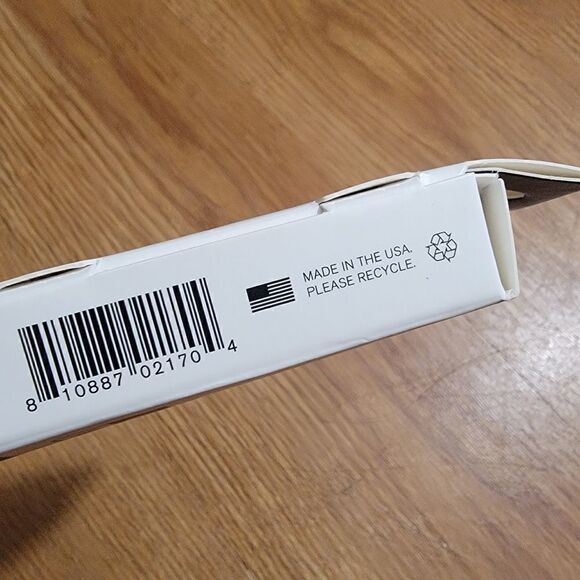 MADE IN THE USA.
PLEASE RECYCLE.
8 10887 02170 4